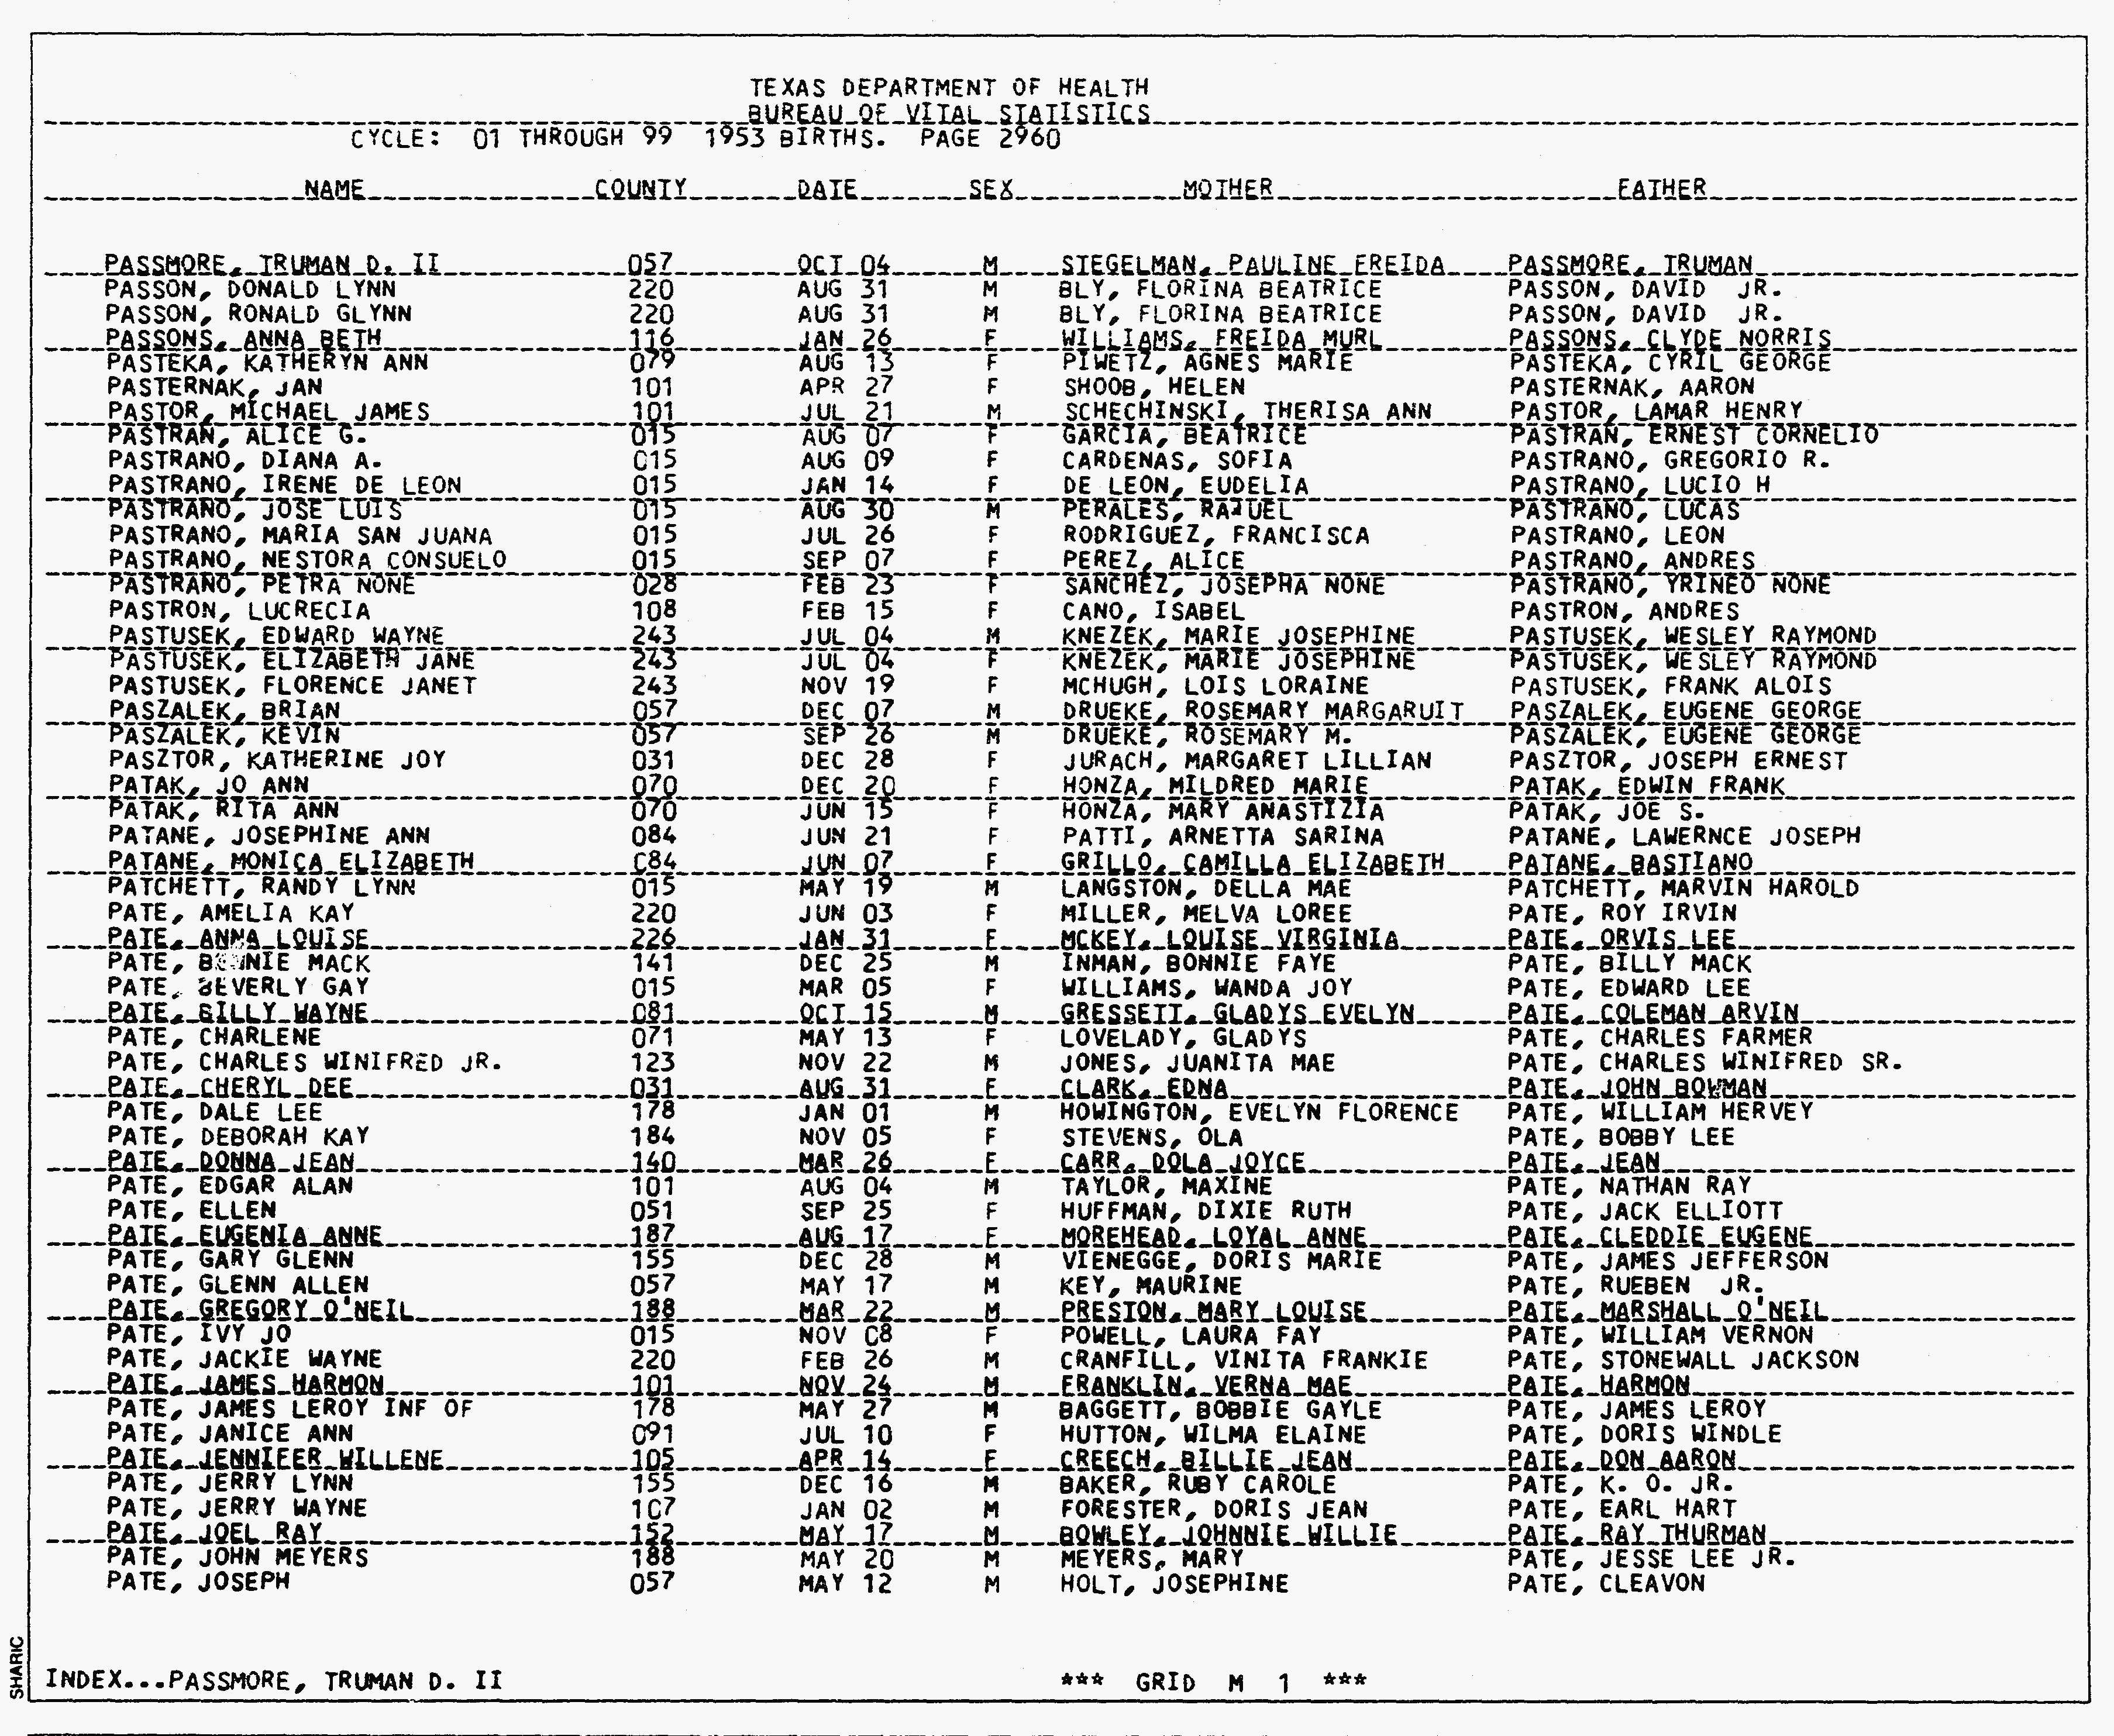 TEXAS DEPARTMENT OF HEALTH
BUREAU OF VITAL STATISTICS
CYCLE: 01 THROUGH 99 1953 BIRTHS. PAGE 2960
NAME COUNTY DATE SEX MOTHER FATHER
PASSMORE, TRUMAN D. II 057 OCT 04 M STEGELMAN, PAULINE FREIDA PASSMORE, TRUMAN
PASSON, DONALD LYNN 220 AUG 31 M BLY, FLORINA BEATRICE PASSON, DAVID JR.
PASSON, RONALD GLYNN 220 AUG 31 M BLY, FLORINA BEATRICE PASSON, DAVID JR.
PASSONS, ANNA BETH 116 JAN 26 F WILLIAMS, FREIDA MURL PASSONS, CLYDE NORRIS
PASTEKA, KATHERYN ANN 079 AUG 13 F PIWETZ, AGNES MARIE PASTEKA, CYRIL GEORGE
PASTERNAK, JAN 101 APR 27 F SHOOB, HELEN PASTERNAK, AARON
PASTOR, MICHAEL JAMES 101 JUL 21 M SCHECHINSKI, THERISA ANN PASTOR, LAMAR HENRY
PASTRAN, ALICE G. 015 AUG 07 F GARCIA, BEATRICE PASTRAN, ERNEST CORNELIO
PASTRANO, DIANA A. 015 AUG 09 F CARDENAS, SOFIA PASTRANO, GREGORIO R.
PASTRANO, IRENE DE LEON 015 JAN 14 F DE LEON, EUDELIA PASTRANO, LUCIO H
PASTRANO, JOSE LUIS 015 AUG 30 M PERALES, RAQUEL PASTRANO, LUCAS
PASTRANO, MARIA SAN JUANA 015 JUL 26 F RODRIGUEZ, FRANCISCA PASTRANO, LEON
PASTRANO, NESTORA CONSUELO 015 SEP 07 F PEREZ, ALICE PASTRANO, ANDRES
PASTRANO, PETRA NONE 028 FEB 23 F SANCHEZ, JOSEPHA NONE PASTRANO, YRINEO NONE
PASTRON, LUCRECIA 108 FEB 15 F CANO, ISABEL PASTRON, ANDRES
PASTUSEK, EDWARD WAYNE 243 JUL 04 M KNEZEK, MARIE JOSEPHINE PASTUSEK, WESLEY RAYMOND
PASTUSEK, ELIZABETH JANE 243 JUL 04 F KNEZEK, MARIE JOSEPHINE PASTUSEK, WESLEY RAYMOND
PASTUSEK, FLORENCE JANET 243 NOV 19 F MCHUGH, LOIS LORAINE PASTUSEK, FRANK ALOIS
PASZALEK, BRIAN 057 DEC 07 M DRUEKE, ROSEMARY MARGARUIT PASZALEK, EUGENE GEORGE
PASZALEK, KEVIN 057 SEP 26 M DRUEKE, ROSEMARY M. PASZALEK, EUGENE GEORGE
PASZTOR, KATHERINE JOY 031 DEC 28 F JURACH, MARGARET LILLIAN PASZTOR, JOSEPH ERNEST
PATAK, JO ANN 070 DEC 20 F HONZA, MILDRED MARIE PATAK, EDWIN FRANK
PATAK, RITA ANN 070 JUN 15 F HONZA, MARY ANASTIZIA PATAK, JOE S.
PATANE, JOSEPHINE ANN 084 JUN 21 F PATTI, ARNETTA SARINA PATANE, LAWERNCE JOSEPH
PATANE, MONICA ELIZABETH 084 JUN 07 F GRILLO, CAMILLA ELIZABETH PATANE, BASTIANO
PATCHETT, RANDY LYNN 015 MAY 19 M LANGSTON, DELLA MAE PATCHETT, MARVIN HAROLD
PATE, AMELIA KAY 220 JUN 03 F MILLER, MELVA LOREE PATE, ROY IRVIN
PATE, ANNA LOUISE 226 JAN 31 F MCKEY, LOUISE VIRGINIA PATE, ORVIS LEE
PATE, MACK 141 DEC 25 M INMAN, BONNIE FAYE PATE, BILLY MACK
PATE, BEVERLY GAY 015 MAR 05 F WILLIAMS, WANDA JOY PATE, EDWARD LEE
PATE, BILLY WAYNE 081 OCT 15 M GRESSETT, GLADYS EVELYN PATE, COLEMAN ARVIN
PATE, CHARLENE 071 MAY 13 F LOVELADY, GLADYS PATE, CHARLES FARMER
PATE, CHARLES WINIFRED JR. 123 NOV 22 M JONES, JUANITA MAE PATE, CHARLES WINIFRED SR.
PATE, CHERYL DEE 031 AUG 31 F CLARK, EDNA PATE, JOHN BOWMAN
PATE, DALE LEE 178 JAN 01 M HOWINGTON, EVELYN FLORENCE PATE, WILLIAM HERVEY
PATE, DEBORAH KAY 184 NOV 05 F STEVENS, OLA PATE, BOBBY LEE
PATE, DONNA JEAN 140 MAR 26 F CARR, DOLA JOYCE PATE, JEAN
PATE, EDGAR ALAN 101 AUG 04 M TAYLOR, MAXINE PATE, NATHAN RAY
PATE, ELLEN 051 SEP 25 F HUFFMAN, DIXIE RUTH PATE, JACK ELLIOTT
PATE, EUGENIA ANNE 187 AUG 17 F MOREHEAD, LOYAL ANNE PATE, CLEDDIE EUGENE
PATE, GARY GLENN 155 DEC 28 M VIENEGGE, DORIS MARIE PATE, JAMES JEFFERSON
PATE, GLENN ALLEN 057 MAY 17 M KEY, MAURINE PATE, RUEBEN JR.
PATE, GREGORY O'NEIL 188 MAR 22 M PRESTON, MARY LOUISE PATE, MARSHALL O'NEIL
PATE, IVY JO 015 NOV 08 F POWELL, LAURA FAY PATE, WILLIAM VERNON
PATE, JACKIE WAYNE 220 FEB 26 M CRANFILL, VINITA FRANKIE PATE, STONEWALL JACKSON
PATE, JAMES HARMON 101 NOV 24 M FRANKLIN, VERNA MAE PATE, HARMON
PATE, JAMES LEROY INF OF 178 MAY 27 M BAGGETT, BOBBIE GAYLE PATE, JAMES LEROY
PATE, JANICE ANN 091 JUL 10 F HUTTON, WILMA ELAINE PATE, DORIS WINDLE
PATE, JENNIFER WILLENE 105 APR 14 F CREECH, BILLIE JEAN PATE, DON AARON
PATE, JERRY LYNN 155 DEC 16 M BAKER, RUBY CAROLE PATE, K. O. JR.
PATE, JERRY WAYNE 107 JAN 02 M FORESTER, DORIS JEAN PATE, EARL HART
PATE, JOEL RAY 152 MAY 17 M BOWLEY, JOHNNIE WILLIE PATE, RAY THURMAN
PATE, JOHN MEYERS 188 MAY 20 M MEYERS, MARY PATE, JESSE LEE JR.
PATE, JOSEPH 057 MAY 12 M HOLT, JOSEPHINE PATE, CLEAVON
SHARIC
INDEX...PASSMORE, TRUMAN D. II *** GRID M 1 ***